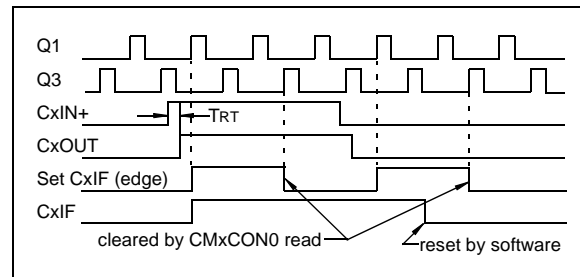 Q1
Q3
CxIN+
TRT
CxOUT
Set CxIF (edge)
CxIF
cleared by CMxCON0 read
reset by software